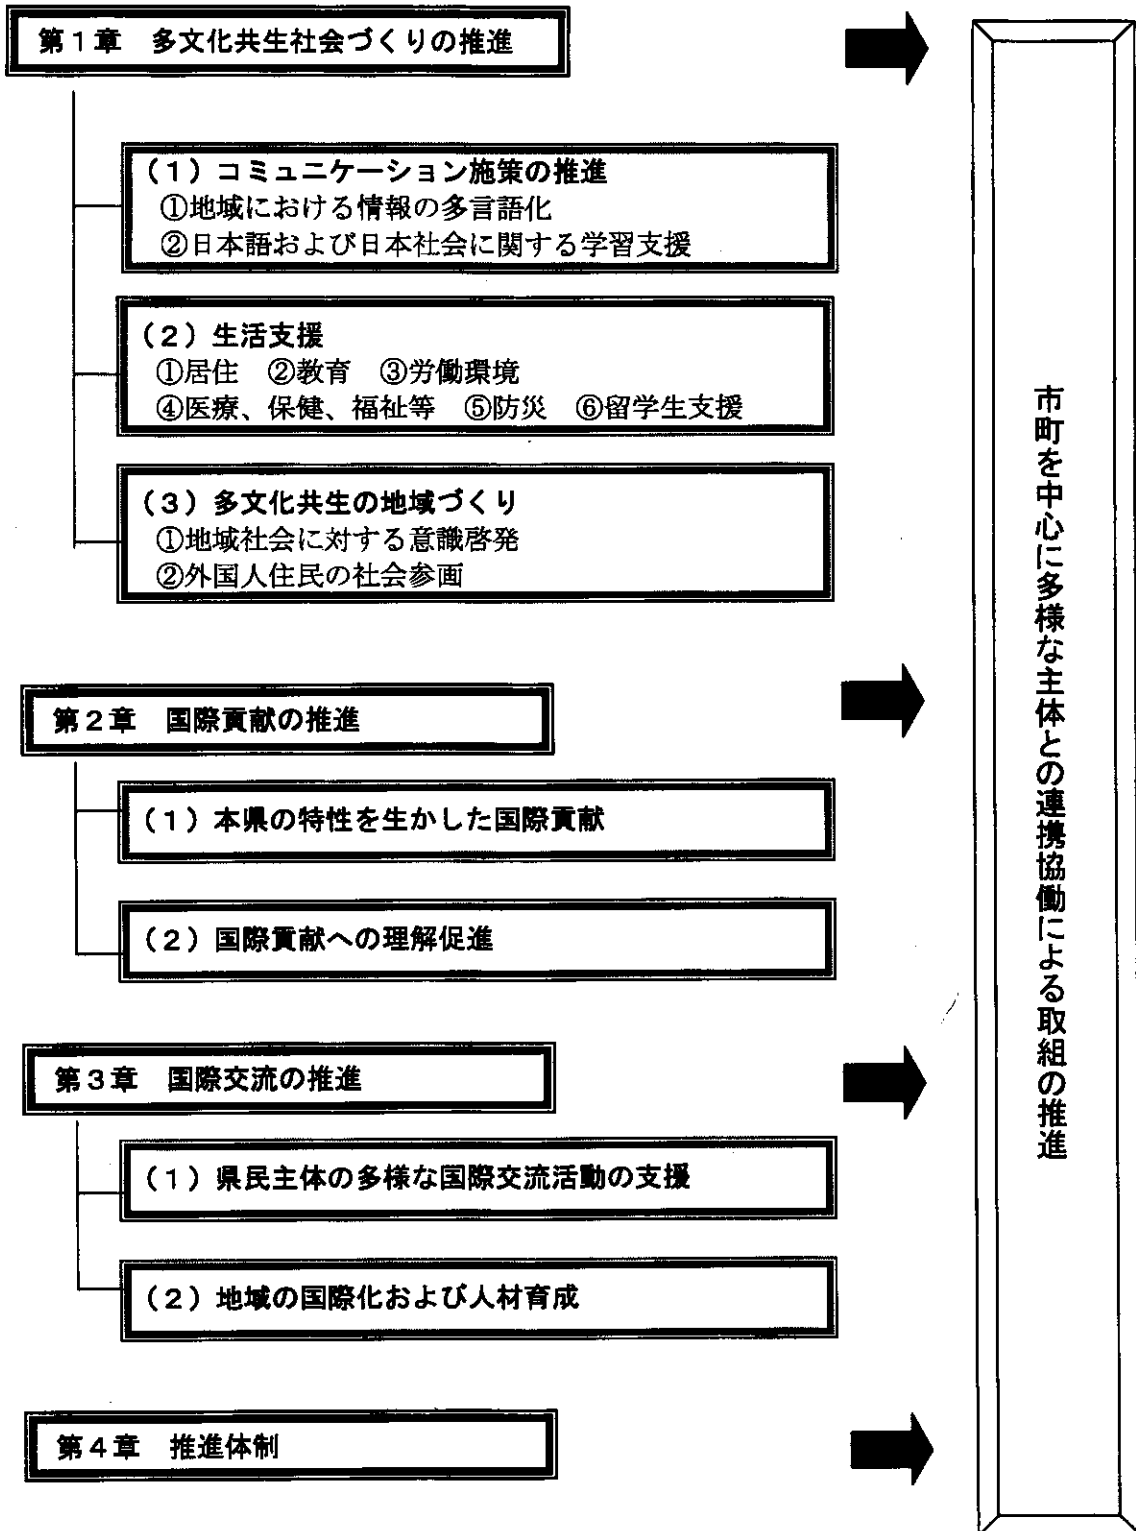 第1章　多文化共生社会づくりの推進
（1）コミュニケーション施策の推進
①地域における情報の多言語化
②日本語および日本社会に関する学習支援
（2）生活支援
①居住　②教育　③労働環境
④医療、保健、福祉等　⑤防災　⑥留学生支援
（3）多文化共生の地域づくり
①地域社会に対する意識啓発
②外国人住民の社会参画
第2章　国際貢献の推進
（1）本県の特性を生かした国際貢献
（2）国際貢献への理解促進
第3章　国際交流の推進
（1）県民主体の多様な国際交流活動の支援
（2）地域の国際化および人材育成
第4章　推進体制
市町を中心に多様な主体との連携協働による取組の推進